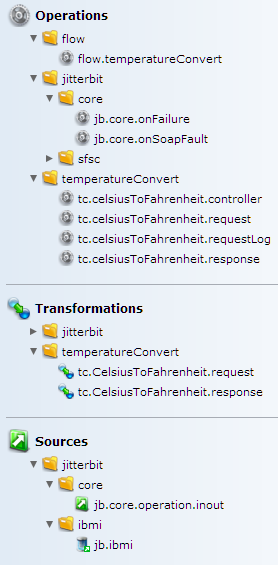 Operations
flow
flow.temperatureConvert
jitterbit
core
jb.core.onFailure
jb.core.onSoapFault
sfsc
temperatureConvert
tc.celsiusToFahrenheit.controller
tc.celsiusToFahrenheit.request
tc.celsiusToFahrenheit.requestLog
tc.celsiusToFahrenheit.response
Transformations
jitterbit
temperatureConvert
tc.CelsiusToFahrenheit.request
tc.CelsiusToFahrenheit.response
Sources
jitterbit
core
jb.core.operation.inout
ibmi
jb.ibmi